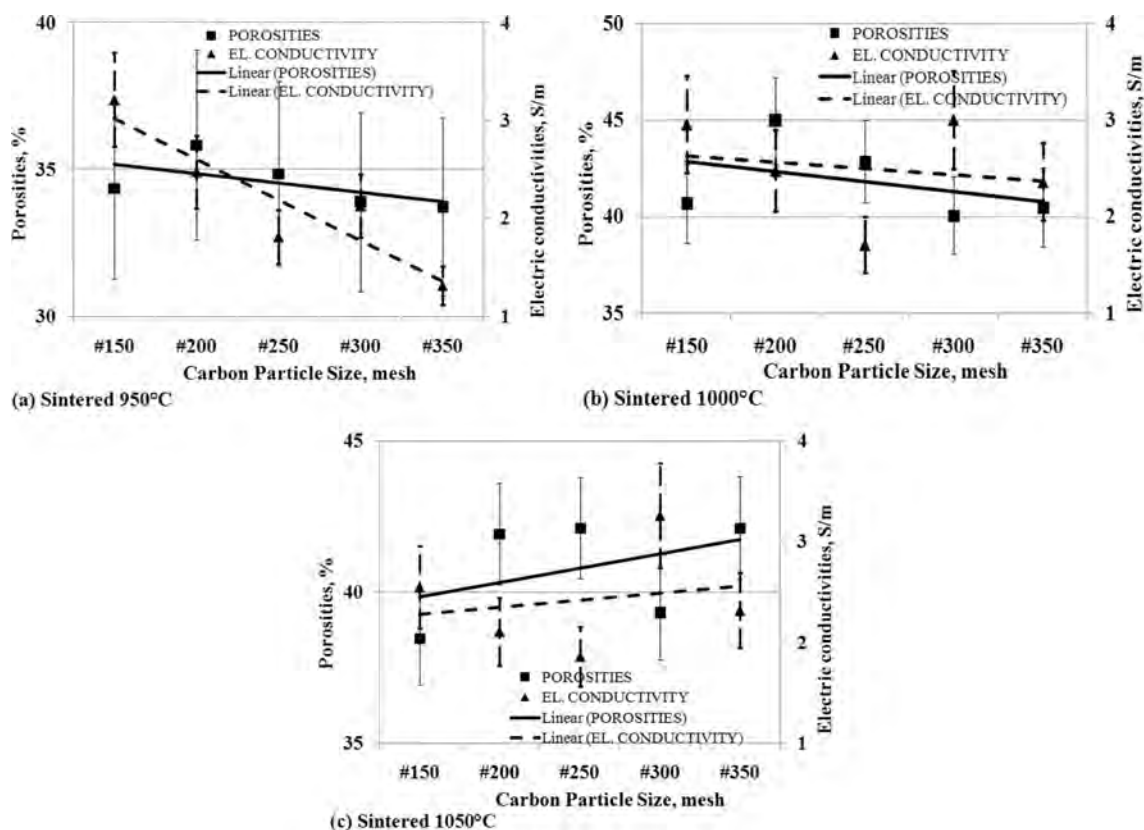 40
35
30
Porosities, %
POROSITIES
EL. CONDUCTIVITY
Linear (POROSITIES)
Linear (EL. CONDUCTIVITY)
4
3
2
1
Electric conductivities, S/m
#150 #200 #250 #300 #350
Carbon Particle Size, mesh
(a) Sintered 950°C
50
45
40
35
Porosities, %
POROSITIES
EL. CONDUCTIVITY
Linear (POROSITIES)
Linear (EL. CONDUCTIVITY)
4
3
2
1
Electric conductivities, S/m
#150 #200 #250 #300 #350
Carbon Particle Size, mesh
(b) Sintered 1000°C
45
40
35
Porosities, %
POROSITIES
EL. CONDUCTIVITY
Linear (POROSITIES)
Linear (EL. CONDUCTIVITY)
4
3
2
1
Electric conductivities, S/m
#150 #200 #250 #300 #350
Carbon Particle Size, mesh
(c) Sintered 1050°C